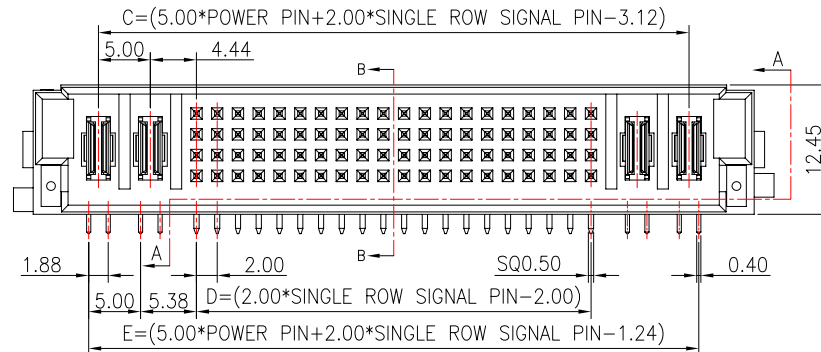 C=(5.00*POWER PIN+2.00*SINGLE ROW SIGNAL PIN-3.12)
5.00
4.44
B
A
12.45
A
B
1.88
2.00
SQ0.50
0.40
5.00
5.38
D=(2.00*SINGLE ROW SIGNAL PIN-2.00)
E=(5.00*POWER PIN+2.00*SINGLE ROW SIGNAL PIN-1.24)